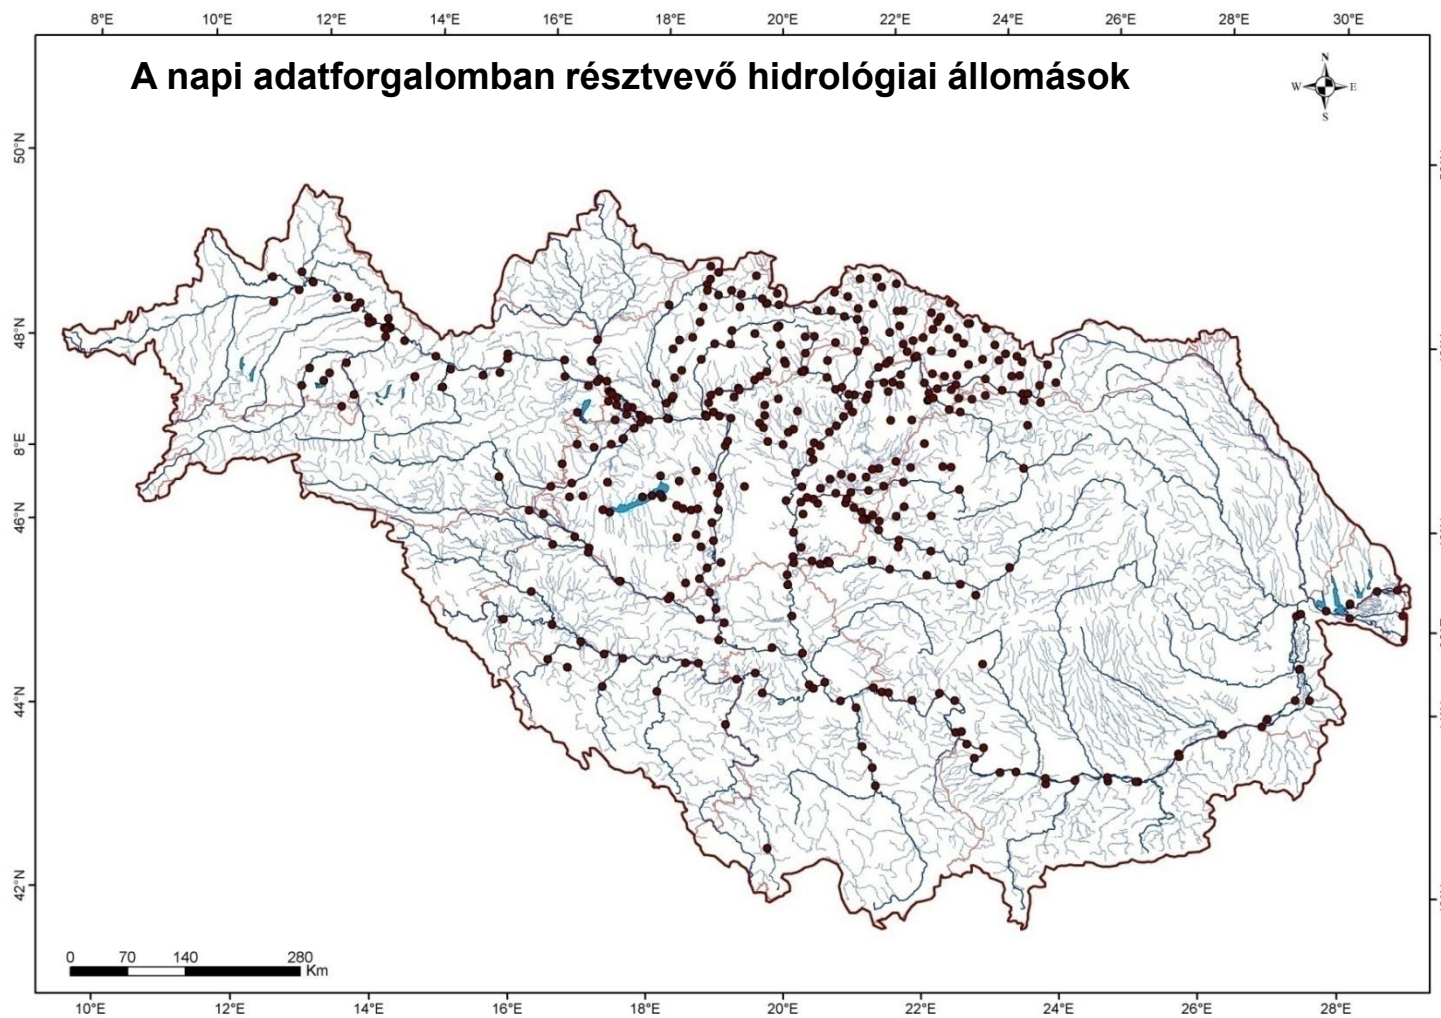 8°E 10°E 12°E 14°E 16°E 18°E 20°E 22°E 24°E 26°E 28°E 30°E
A napi adatforgalomban résztvevő hidrológiai állomások
N
W E
S
50°N
48°N
8°E
46°N
44°N
42°N
0 70 140 280
Km
10°E 12°E 14°E 16°E 18°E 20°E 22°E 24°E 26°E 28°E